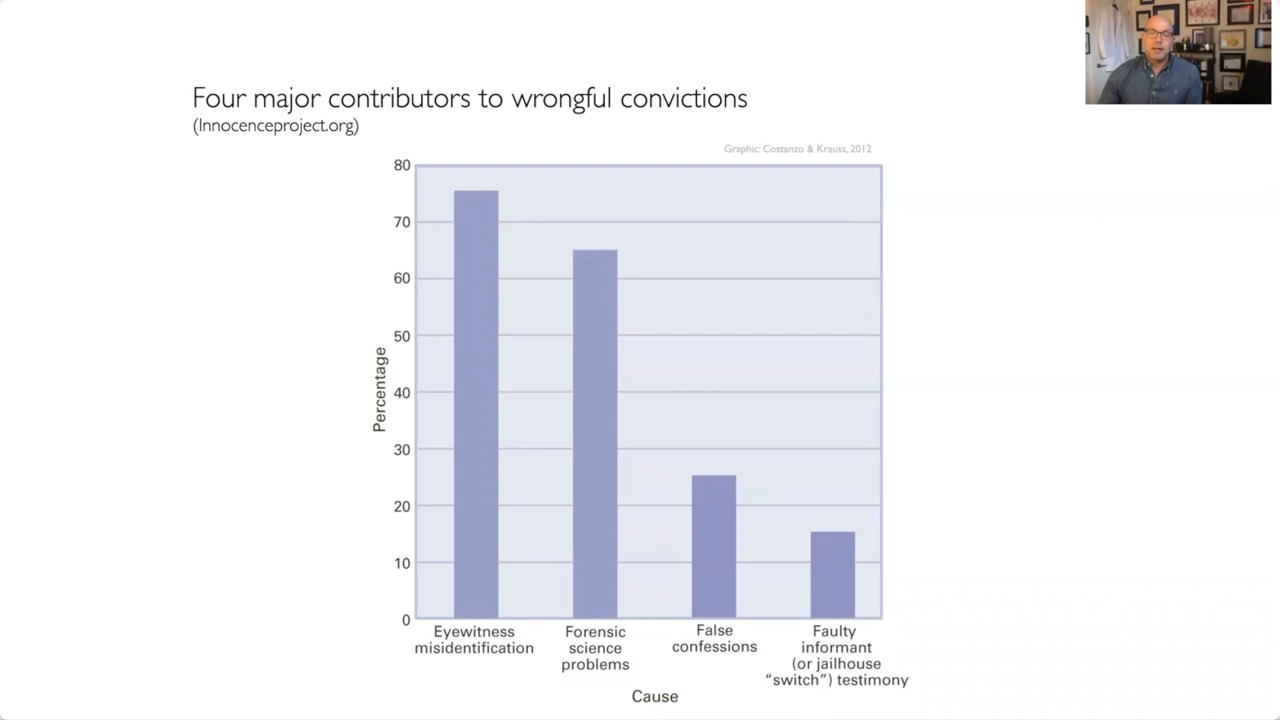 Four major contributors to wrongful convictions
(Innocenceproject.org)
Graphic: Costanzo & Krauss, 2012
80
70
60
50
40
30
20
10
0
Percentage
Eyewitness
misidentification
Forensic
science
problems
False
confessions
Faulty
informant
(or jailhouse
“switch”) testimony
Cause